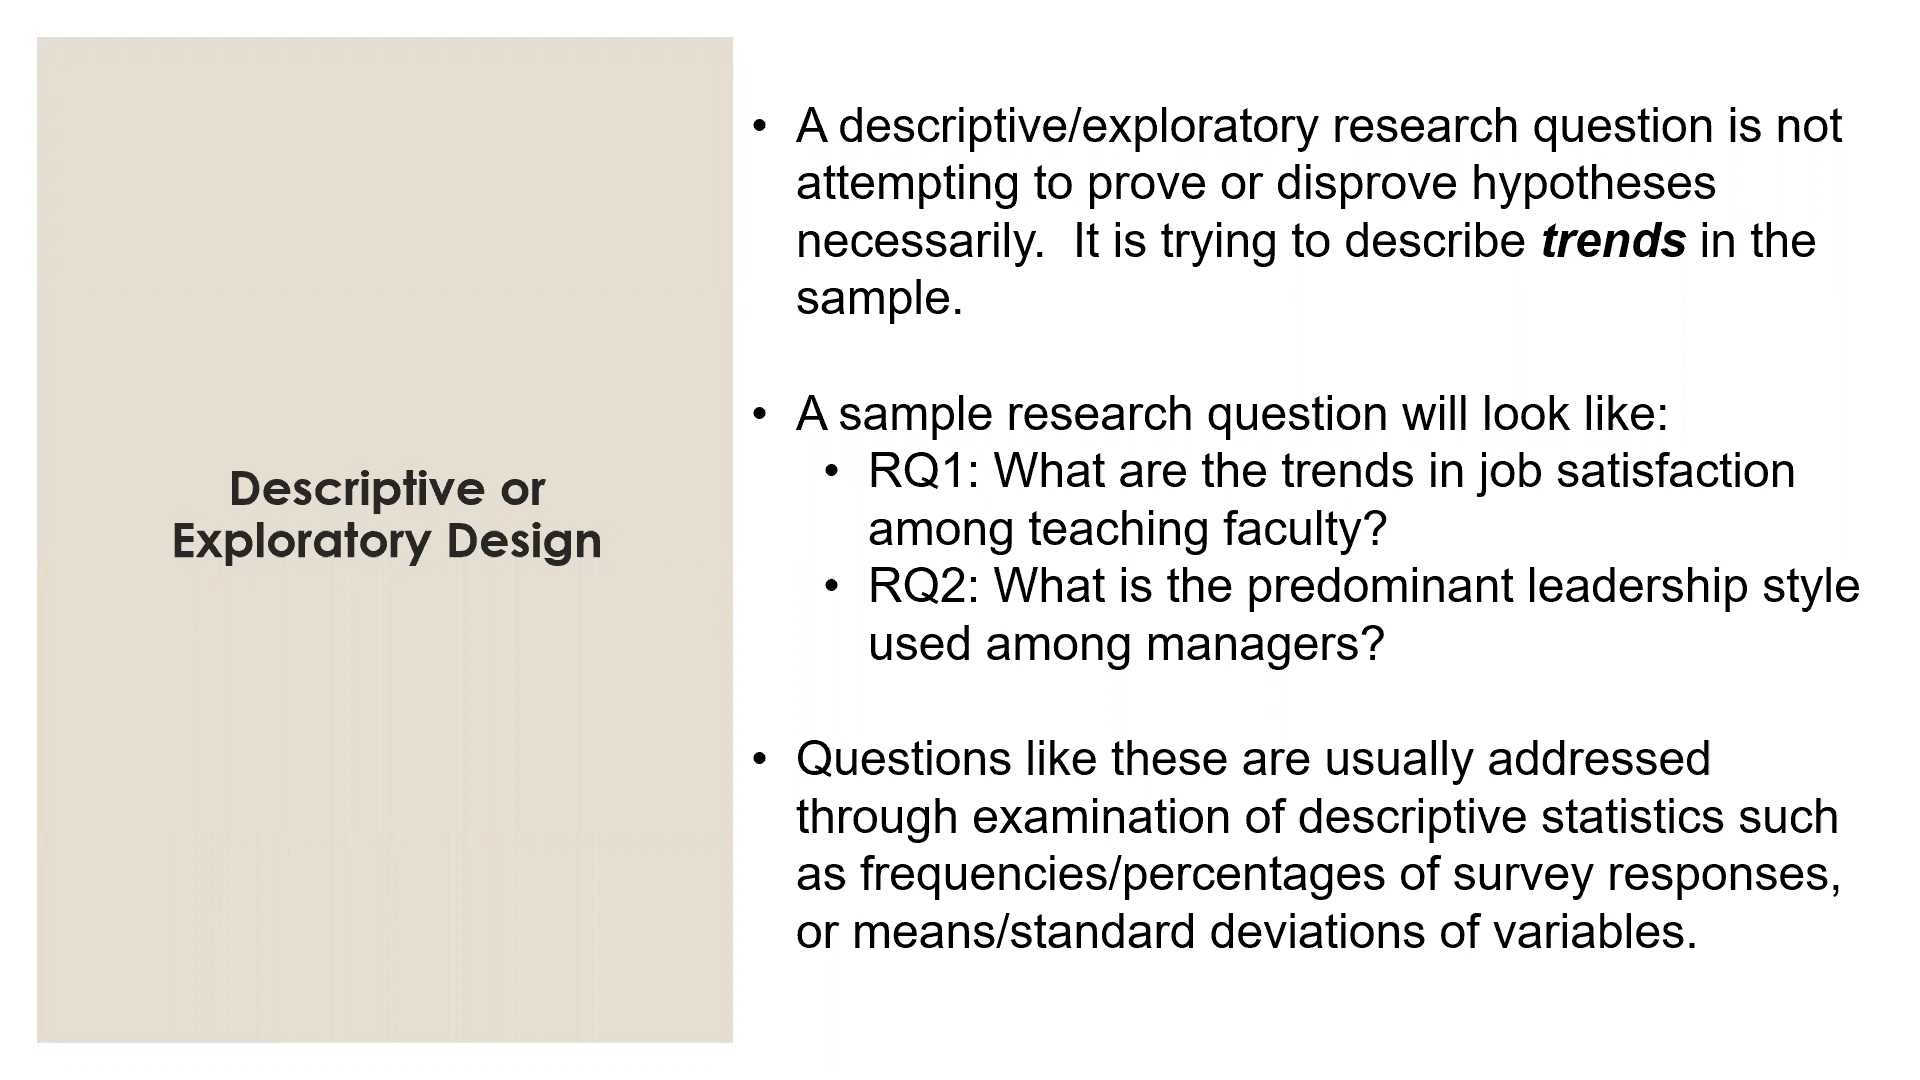 Descriptive or
Exploratory Design
• A descriptive/exploratory research question is not
attempting to prove or disprove hypotheses
necessarily.  It is trying to describe trends in the
sample.
• A sample research question will look like:
• RQ1: What are the trends in job satisfaction
among teaching faculty?
• RQ2: What is the predominant leadership style
used among managers?
• Questions like these are usually addressed
through examination of descriptive statistics such
as frequencies/percentages of survey responses,
or means/standard deviations of variables.